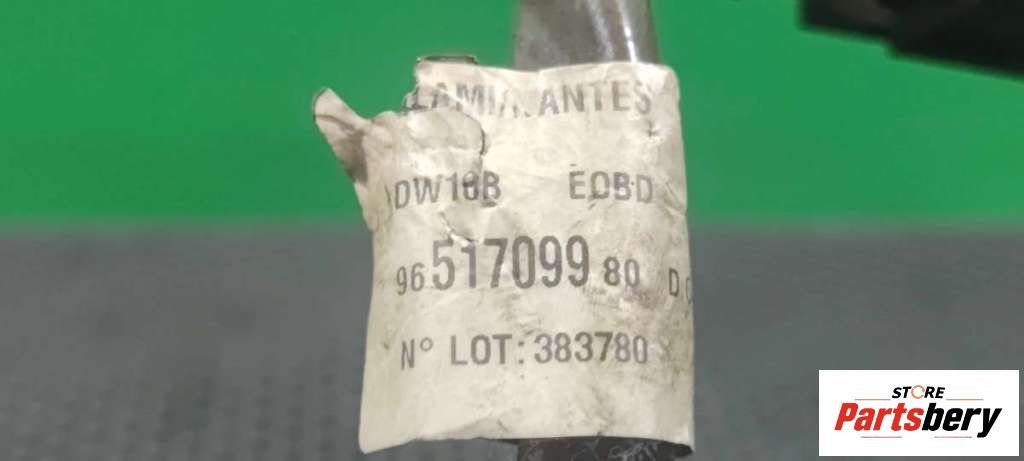 DW10B EOBD
96 517099 80 D
N° LOT: 383780
STORE
Partsbery